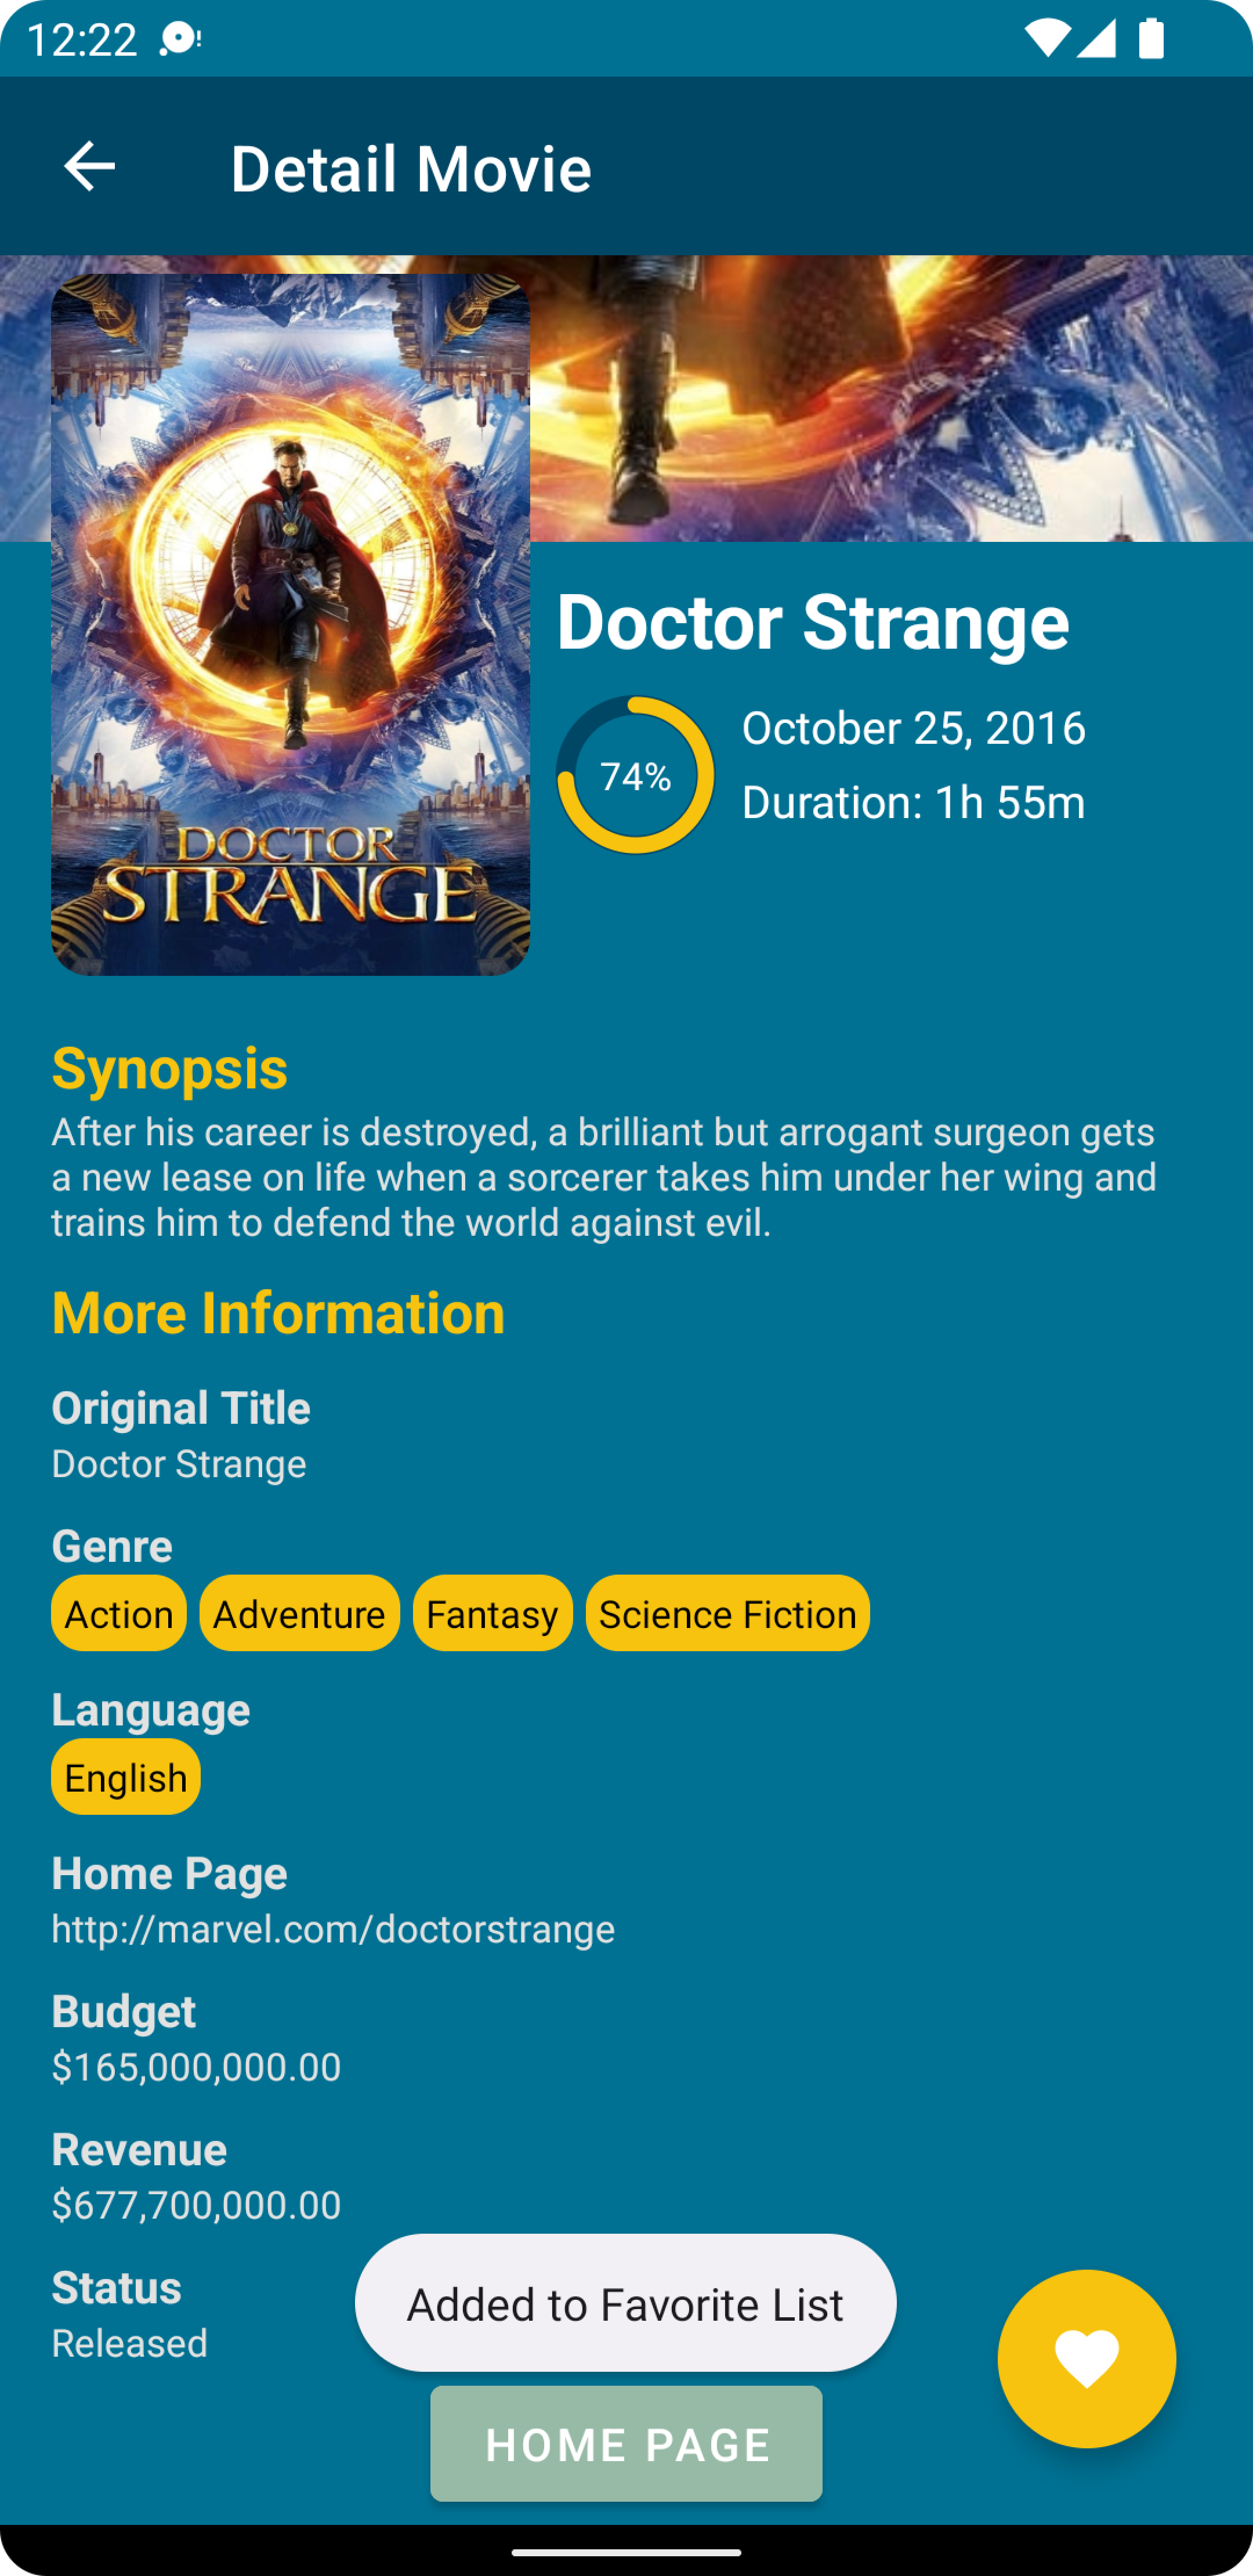 12:22
Detail Movie
DOCTOR
STRANGE
Doctor Strange
74%
October 25, 2016
Duration: 1h 55m
Synopsis
After his career is destroyed, a brilliant but arrogant surgeon gets
a new lease on life when a sorcerer takes him under her wing and
trains him to defend the world against evil.
More Information
Original Title
Doctor Strange
Genre
Action Adventure Fantasy Science Fiction
Language
English
Home Page
http://marvel.com/doctorstrange
Budget
$165,000,000.00
Revenue
$677,700,000.00
Status
Released
Added to Favorite List
HOME PAGE